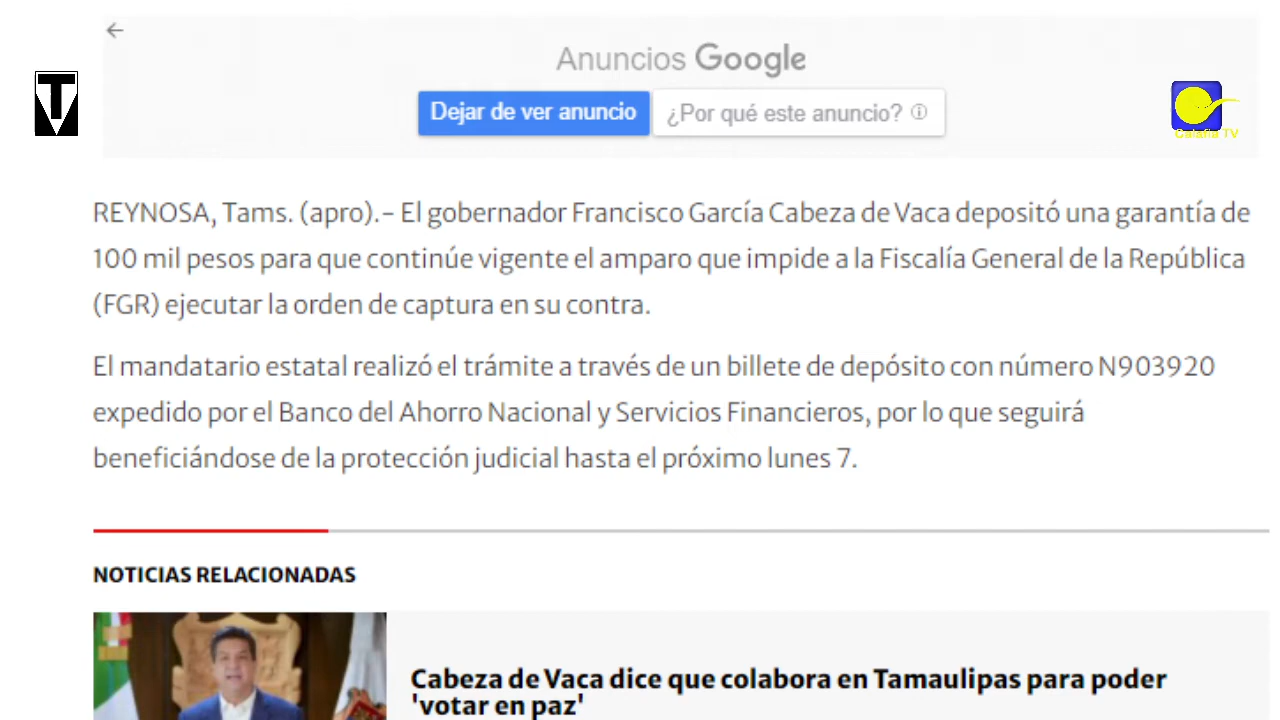 Anuncios Google
Dejar de ver anuncio
¿Por qué este anuncio?
TV
Calafia TV
REYNOSA, Tams. (apro).- El gobernador Francisco García Cabeza de Vaca depositó una garantía de
100 mil pesos para que continúe vigente el amparo que impide a la Fiscalía General de la República
(FGR) ejecutar la orden de captura en su contra.
El mandatario estatal realizó el trámite a través de un billete de depósito con número N903920
expedido por el Banco del Ahorro Nacional y Servicios Financieros, por lo que seguirá
beneficiándose de la protección judicial hasta el próximo lunes 7.
NOTICIAS RELACIONADAS
Cabeza de Vaca dice que colabora en Tamaulipas para poder
'votar en paz'